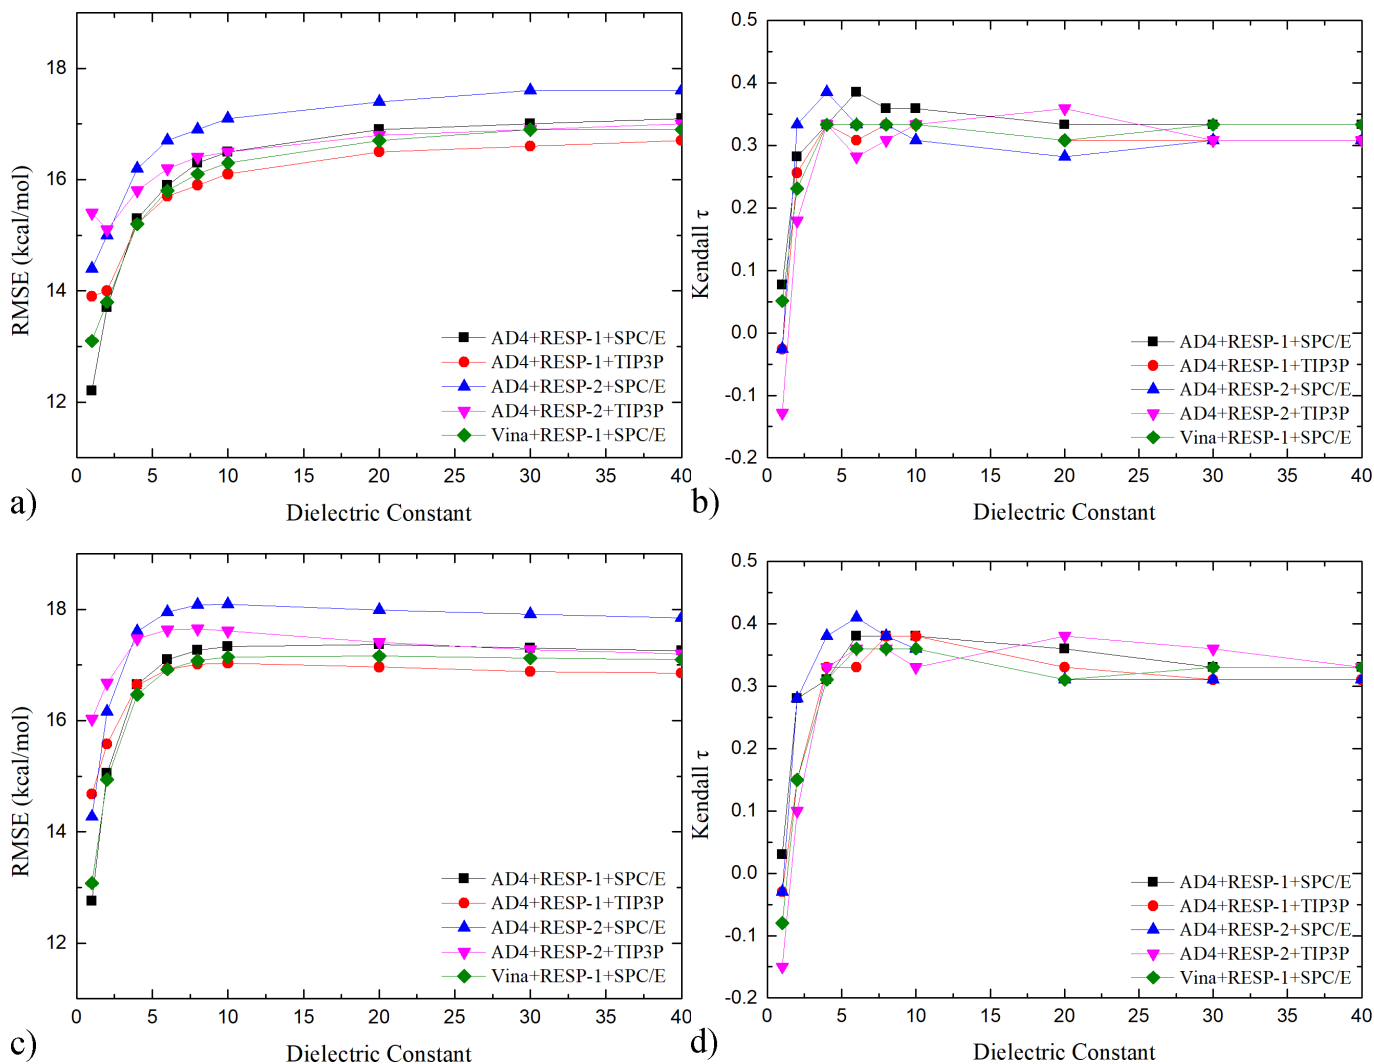 a)
RMSE (kcal/mol)
18
16
14
12
0 5 10 15 20 25 30 35 40
Dielectric Constant
AD4+RESP-1+SPC/E
AD4+RESP-1+TIP3P
AD4+RESP-2+SPC/E
AD4+RESP-2+TIP3P
Vina+RESP-1+SPC/E
b)
Kendall τ
0.5
0.4
0.3
0.2
0.1
0.0
-0.1
-0.2
0 5 10 15 20 25 30 35 40
Dielectric Constant
AD4+RESP-1+SPC/E
AD4+RESP-1+TIP3P
AD4+RESP-2+SPC/E
AD4+RESP-2+TIP3P
Vina+RESP-1+SPC/E
c)
RMSE (kcal/mol)
18
16
14
12
0 5 10 15 20 25 30 35 40
Dielectric Constant
AD4+RESP-1+SPC/E
AD4+RESP-1+TIP3P
AD4+RESP-2+SPC/E
AD4+RESP-2+TIP3P
Vina+RESP-1+SPC/E
d)
Kendall τ
0.5
0.4
0.3
0.2
0.1
0.0
-0.1
-0.2
0 5 10 15 20 25 30 35 40
Dielectric Constant
AD4+RESP-1+SPC/E
AD4+RESP-1+TIP3P
AD4+RESP-2+SPC/E
AD4+RESP-2+TIP3P
Vina+RESP-1+SPC/E